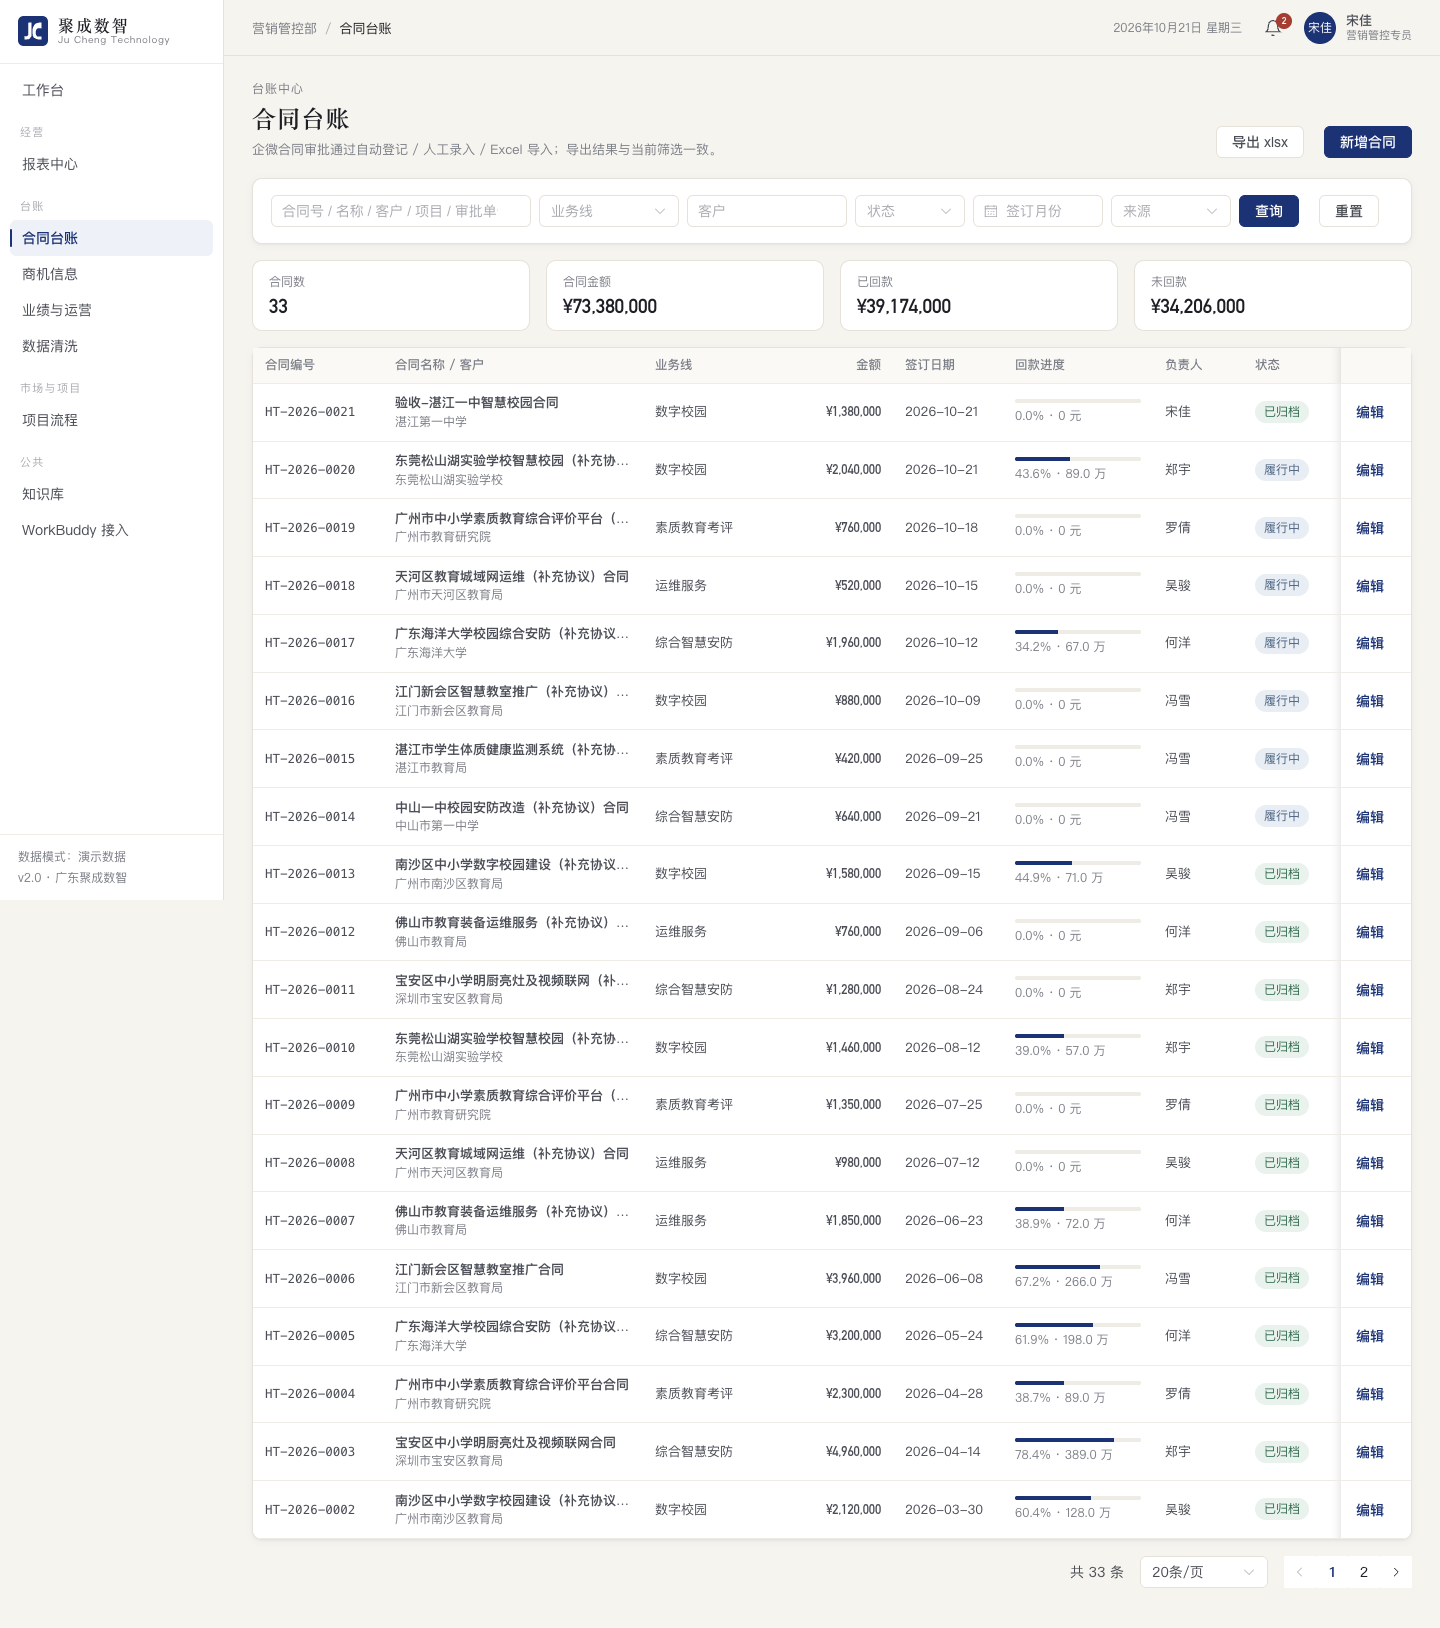 JC 聚成数智
Ju Cheng Technology
工作台
经营
报表中心
台账
合同台账
商机信息
业绩与运营
数据清洗
市场与项目
项目流程
公共
知识库
WorkBuddy 接入
数据模式：演示数据
v2.0 · 广东聚成数智
营销管控部 / 合同台账
2026年10月21日 星期三
2
宋佳
宋佳
营销管控专员
台账中心
合同台账
企微合同审批通过自动登记 / 人工录入 / Excel 导入；导出结果与当前筛选一致。
导出 xlsx
新增合同
合同号 / 名称 / 客户 / 项目 / 审批单
业务线
客户
状态
签订月份
来源
查询
重置
合同数
33
合同金额
¥73,380,000
已回款
¥39,174,000
未回款
¥34,206,000
合同编号 合同名称 / 客户 业务线 金额 签订日期 回款进度 负责人 状态
HT-2026-0021 验收-湛江一中智慧校园合同 湛江第一中学 数字校园 ¥1,380,000 2026-10-21 0.0% · 0 元 宋佳 已归档 编辑
HT-2026-0020 东莞松山湖实验学校智慧校园（补充协... 东莞松山湖实验学校 数字校园 ¥2,040,000 2026-10-21 43.6% · 89.0 万 郑宇 履行中 编辑
HT-2026-0019 广州市中小学素质教育综合评价平台（... 广州市教育研究院 素质教育考评 ¥760,000 2026-10-18 0.0% · 0 元 罗倩 履行中 编辑
HT-2026-0018 天河区教育城域网运维（补充协议）合同 广州市天河区教育局 运维服务 ¥520,000 2026-10-15 0.0% · 0 元 吴骏 履行中 编辑
HT-2026-0017 广东海洋大学校园综合安防（补充协议... 广东海洋大学 综合智慧安防 ¥1,960,000 2026-10-12 34.2% · 67.0 万 何洋 履行中 编辑
HT-2026-0016 江门新会区智慧教室推广（补充协议）... 江门市新会区教育局 数字校园 ¥880,000 2026-10-09 0.0% · 0 元 冯雪 履行中 编辑
HT-2026-0015 湛江市学生体质健康监测系统（补充协... 湛江市教育局 素质教育考评 ¥420,000 2026-09-25 0.0% · 0 元 冯雪 履行中 编辑
HT-2026-0014 中山一中校园安防改造（补充协议）合同 中山市第一中学 综合智慧安防 ¥640,000 2026-09-21 0.0% · 0 元 冯雪 履行中 编辑
HT-2026-0013 南沙区中小学数字校园建设（补充协议... 广州市南沙区教育局 数字校园 ¥1,580,000 2026-09-15 44.9% · 71.0 万 吴骏 已归档 编辑
HT-2026-0012 佛山市教育装备运维服务（补充协议）... 佛山市教育局 运维服务 ¥760,000 2026-09-06 0.0% · 0 元 何洋 已归档 编辑
HT-2026-0011 宝安区中小学明厨亮灶及视频联网（补... 深圳市宝安区教育局 综合智慧安防 ¥1,280,000 2026-08-24 0.0% · 0 元 郑宇 已归档 编辑
HT-2026-0010 东莞松山湖实验学校智慧校园（补充协... 东莞松山湖实验学校 数字校园 ¥1,460,000 2026-08-12 39.0% · 57.0 万 郑宇 已归档 编辑
HT-2026-0009 广州市中小学素质教育综合评价平台（... 广州市教育研究院 素质教育考评 ¥1,350,000 2026-07-25 0.0% · 0 元 罗倩 已归档 编辑
HT-2026-0008 天河区教育城域网运维（补充协议）合同 广州市天河区教育局 运维服务 ¥980,000 2026-07-12 0.0% · 0 元 吴骏 已归档 编辑
HT-2026-0007 佛山市教育装备运维服务（补充协议）... 佛山市教育局 运维服务 ¥1,850,000 2026-06-23 38.9% · 72.0 万 何洋 已归档 编辑
HT-2026-0006 江门新会区智慧教室推广合同 江门市新会区教育局 数字校园 ¥3,960,000 2026-06-08 67.2% · 266.0 万 冯雪 已归档 编辑
HT-2026-0005 广东海洋大学校园综合安防（补充协议... 广东海洋大学 综合智慧安防 ¥3,200,000 2026-05-24 61.9% · 198.0 万 何洋 已归档 编辑
HT-2026-0004 广州市中小学素质教育综合评价平台合同 广州市教育研究院 素质教育考评 ¥2,300,000 2026-04-28 38.7% · 89.0 万 罗倩 已归档 编辑
HT-2026-0003 宝安区中小学明厨亮灶及视频联网合同 深圳市宝安区教育局 综合智慧安防 ¥4,960,000 2026-04-14 78.4% · 389.0 万 郑宇 已归档 编辑
HT-2026-0002 南沙区中小学数字校园建设（补充协议... 广州市南沙区教育局 数字校园 ¥2,120,000 2026-03-30 60.4% · 128.0 万 吴骏 已归档 编辑
共 33 条 20条/页 1 2